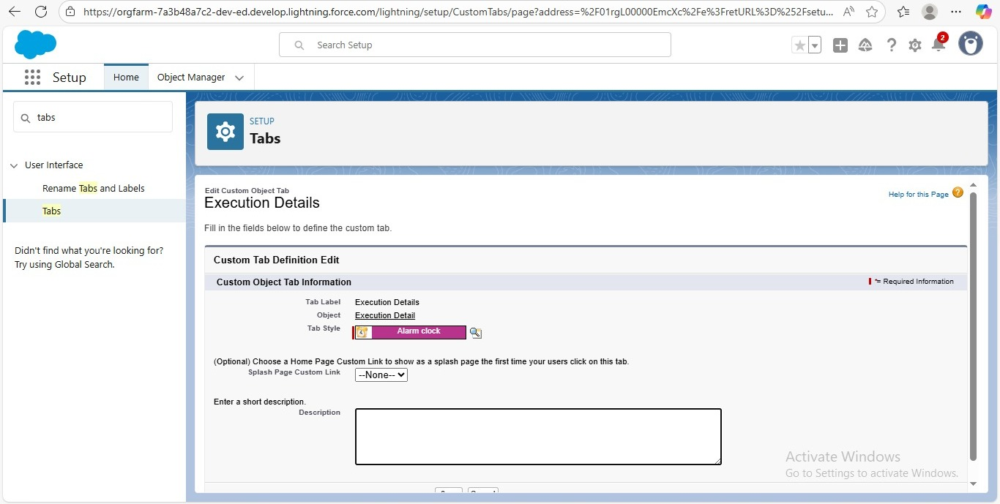 https://orgfarm-7a3b48a7c2-dev-ed.develop.lightning.force.com/lightning/setup/CustomTabs/page?address=%2F01rgL00000EmcXc%2Fe%3FretURL%3D%252Fsetu...
Search Setup
2
Setup
Home
Object Manager
tabs
SETUP
Tabs
User Interface
Rename Tabs and Labels
Tabs
Didn't find what you're looking for?
Try using Global Search.
Edit Custom Object Tab
Execution Details
Help for this Page
Fill in the fields below to define the custom tab.
Custom Tab Definition Edit
Custom Object Tab Information
= Required Information
Tab Label Execution Details
Object Execution Detail
Tab Style Alarm clock
(Optional) Choose a Home Page Custom Link to show as a splash page the first time your users click on this tab.
Splash Page Custom Link --None--
Enter a short description.
Description
Activate Windows
Go to Settings to activate Windows.